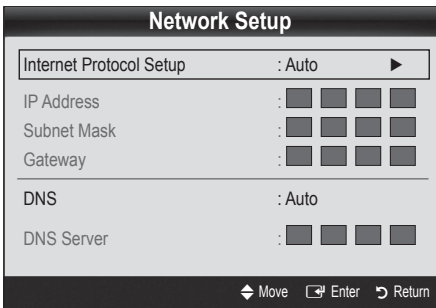 Network Setup
Internet Protocol Setup : Auto ▶
IP Address :
Subnet Mask :
Gateway :
DNS : Auto
DNS Server :
Move Enter Return